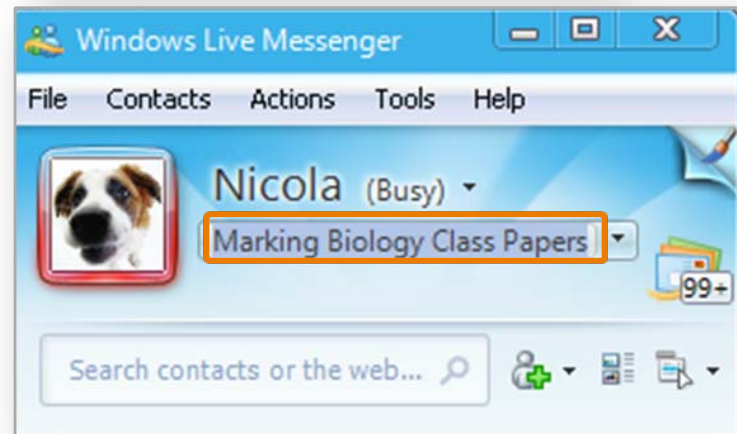 Windows Live Messenger
File Contacts Actions Tools Help
Nicola (Busy)
Marking Biology Class Papers
99+
Search contacts or the web...